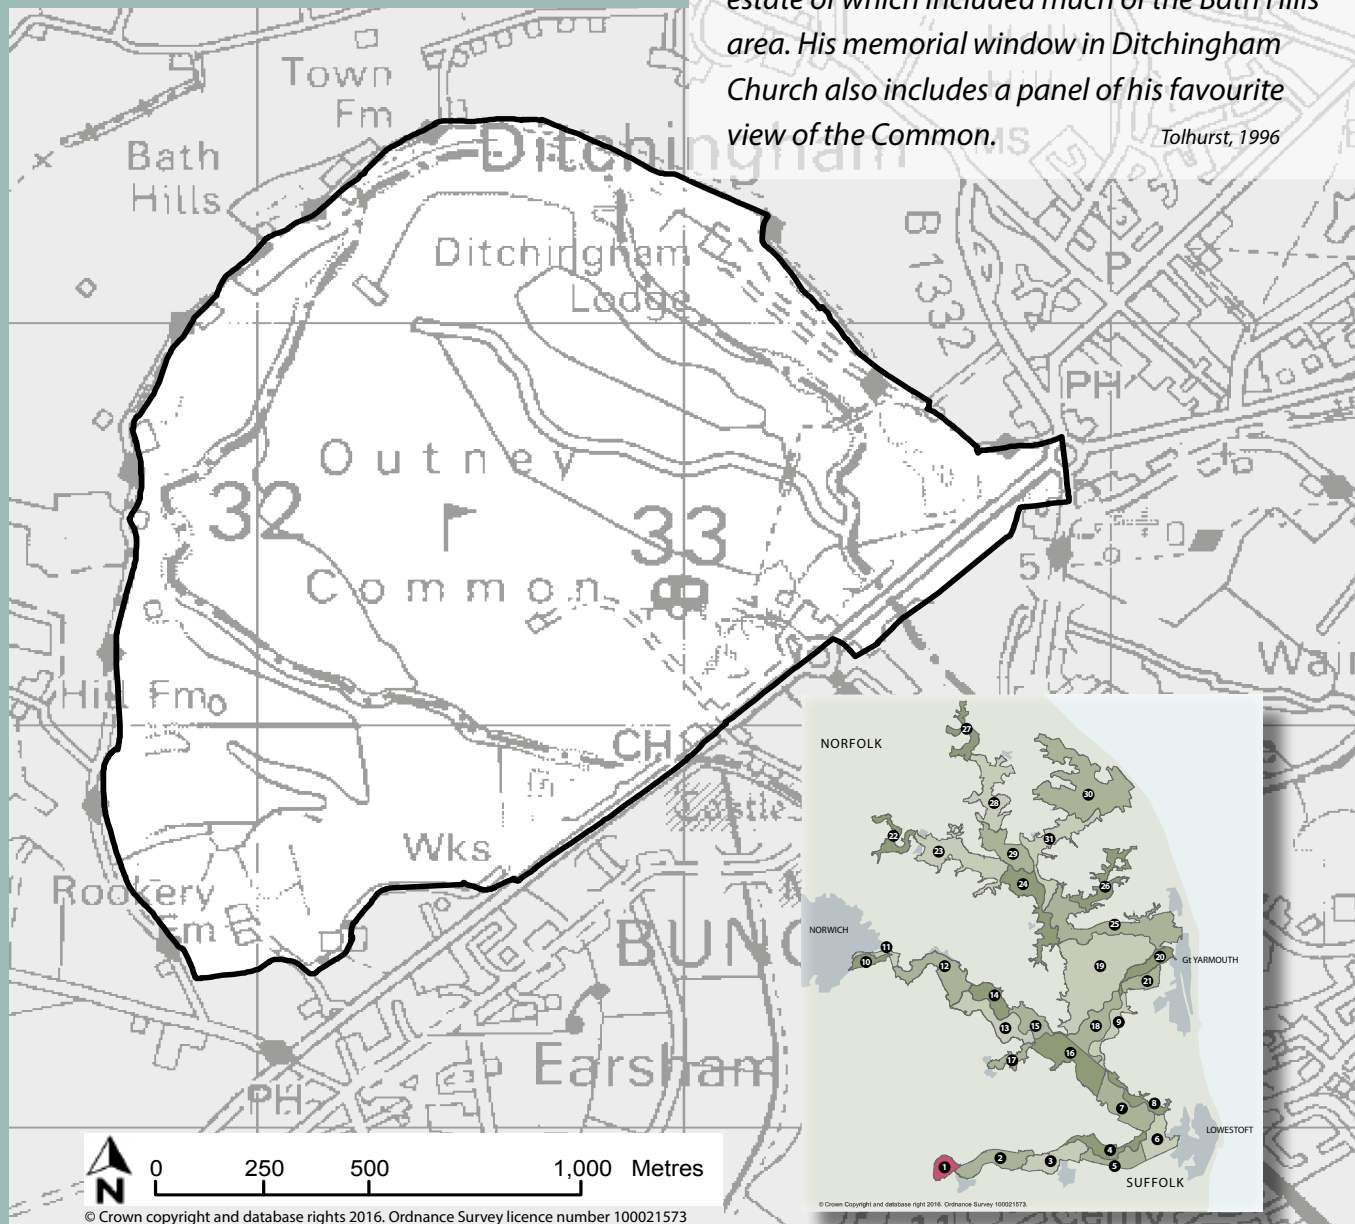 area. His memorial window in Ditchingham
Church also includes a panel of his favourite
view of the Common.
Tolhurst, 1996
Town
Fm
Bath
Hills
Ditchingham
MS
B 1332
P
PH
Ditchingham
Lodge
Outney
32
33
Common
5
Hill Fm
CH
Castle
Wks
Rookery
Fm
BUNG
Earsham
PH
NORFOLK
27
30
28
22
23
31
29
24
26
NORWICH
25
11
10
12
19
20
Gt YARMOUTH
21
14
13
15
18
9
17
16
7
8
LOWESTOFT
6
4
2
3
5
1
SUFFOLK
© Crown Copyright and database right 2016. Ordnance Survey 100021573.
N
0 250 500 1,000 Metres
© Crown copyright and database rights 2016. Ordnance Survey licence number 100021573